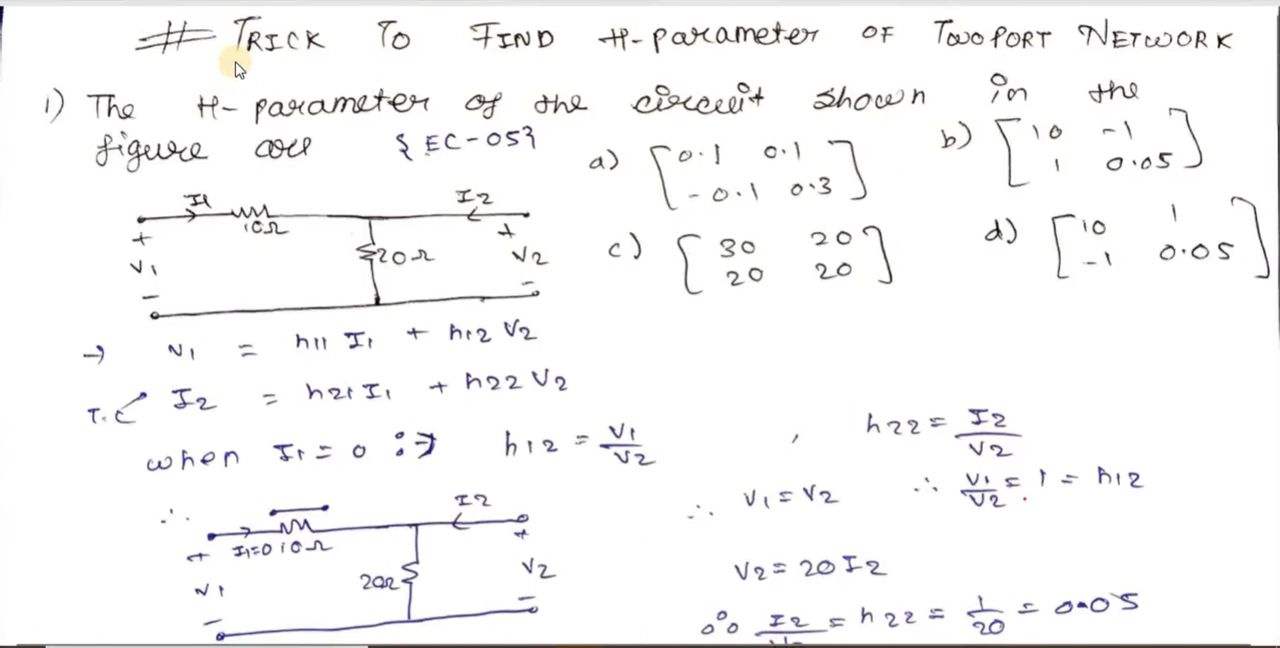 # TRICK TO FIND H-parameter OF TWOPORT NETWORK
1) The H-parameter of the circuit shown in the
figure are {EC-05}
a) [0.1 0.1
-0.1 0.3]
b) [10 -1
1 0.05]
c) [30 20
20 20]
d) [10 1
-1 0.05]
I1 10Ω I2
+ V1 - 20Ω + V2 -
→ V1 = h11 I1 + h12 V2
T.C I2 = h21 I1 + h22 V2
when I1 = 0 :⇒ h12 = V1/V2 , h22 = I2/V2
∴ V1 = V2 ∴ V1/V2 = 1 = h12
∴ I1=0 10Ω I2
+ V1 - 20Ω + V2 -
V2 = 20 I2
∴ I2/V2 = h22 = 1/20 = 0.05